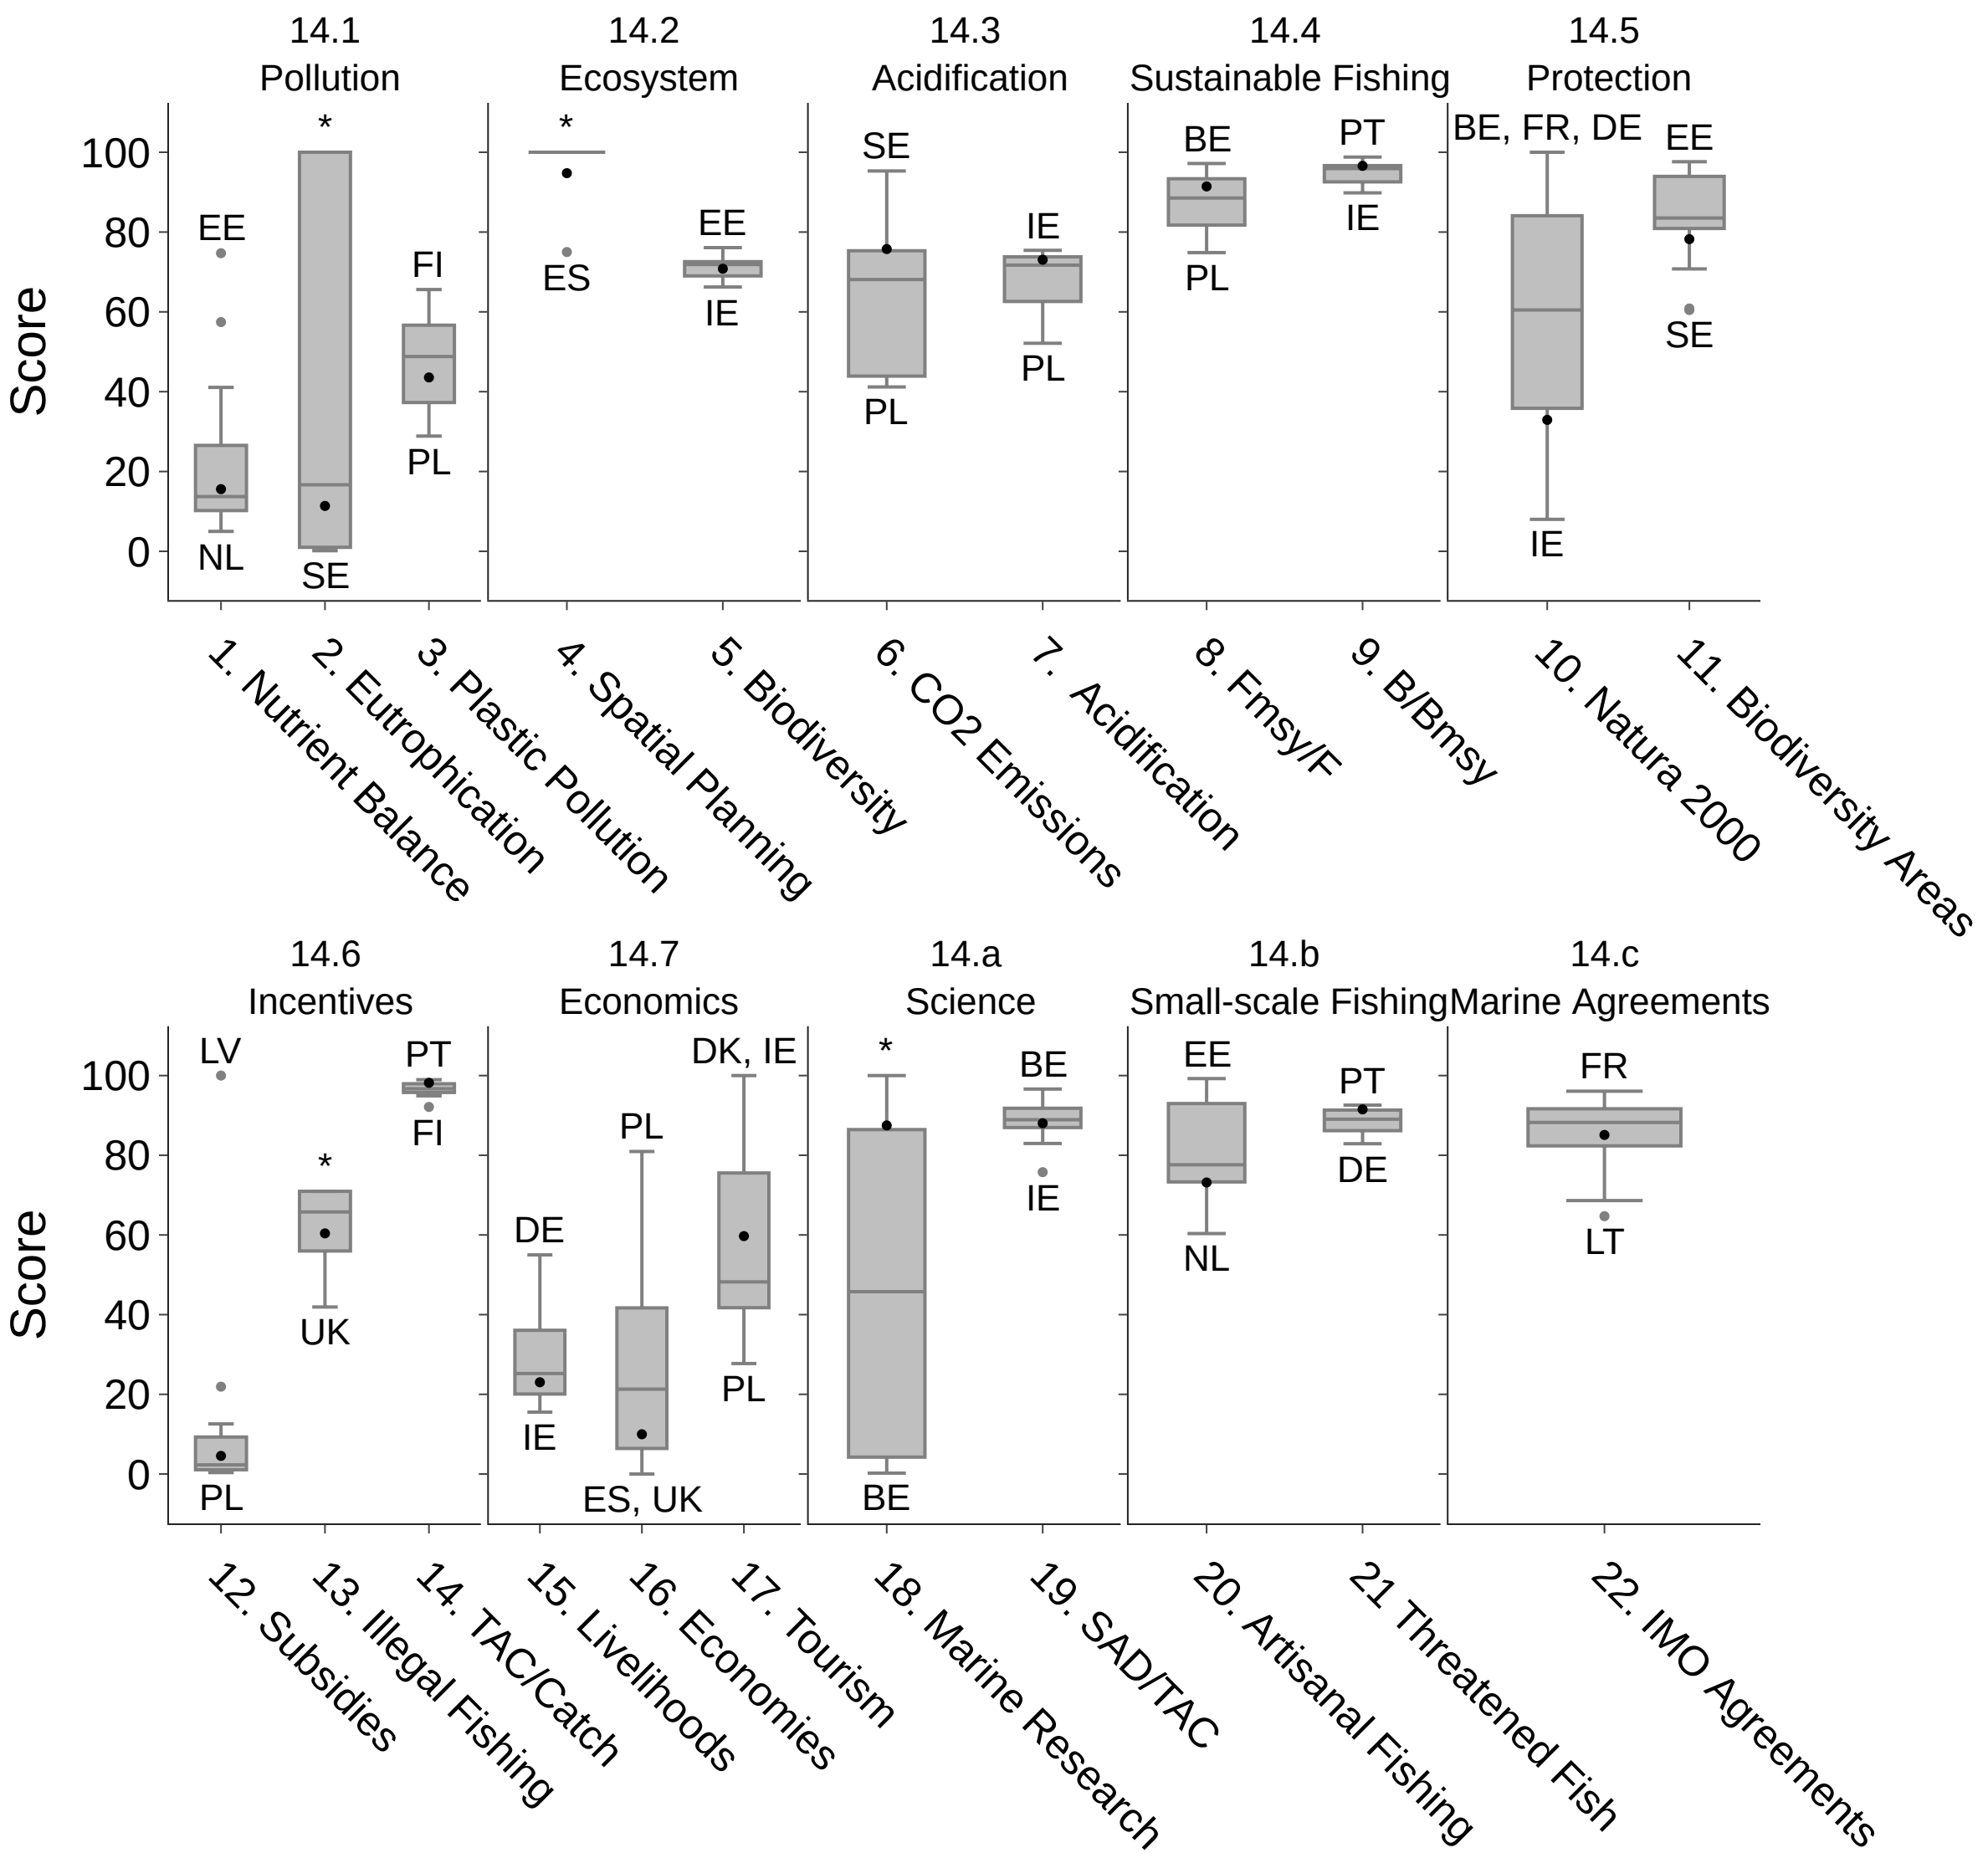 14.1 14.2 14.3 14.4 14.5
Pollution Ecosystem Acidification Sustainable Fishing Protection
* * BE, FR, DE
SE BE PT EE
100
EE EE IE
80
FI ES IE PL
60
IE PL SE
40
PL PL
20
NL SE IE
0
Score
1. Nutrient Balance
2. Eutrophication
3. Plastic Pollution
4. Spatial Planning
5. Biodiversity
6. CO2 Emissions
7. Acidification
8. Fmsy/F
9. B/Bmsy
10. Natura 2000
11. Biodiversity Areas
14.6 14.7 14.a 14.b 14.c
Incentives Economics Science Small-scale Fishing Marine Agreements
LV PT DK, IE * BE EE FR
100
PT
FI PL
80
* IE DE
60
DE NL LT
40
UK
20
PL IE
0
PL ES, UK BE
Score
12. Subsidies
13. Illegal Fishing
14. TAC/Catch
15. Livelihoods
16. Economies
17. Tourism
18. Marine Research
19. SAD/TAC
20. Artisanal Fishing
21 Threatened Fish
22. IMO Agreements